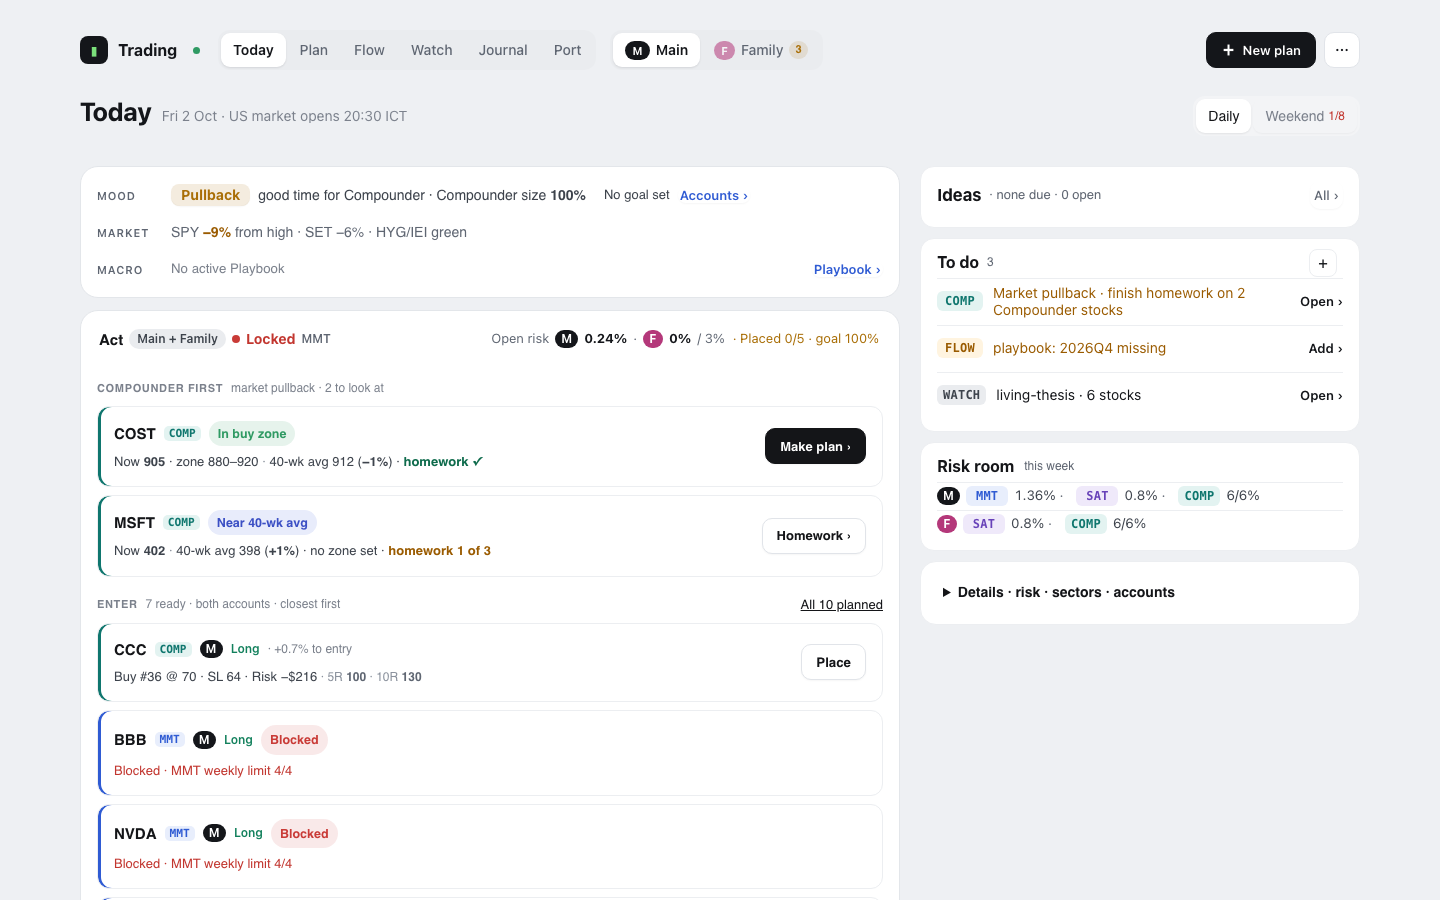 Trading
Today Plan Flow Watch Journal Port
M Main F Family 3
+ New plan ...
Today Fri 2 Oct · US market opens 20:30 ICT
Daily Weekend 1/8
MOOD Pullback good time for Compounder · Compounder size 100% No goal set Accounts ›
MARKET SPY –9% from high · SET –6% · HYG/IEI green
MACRO No active Playbook Playbook ›
Act Main + Family Locked MMT Open risk M 0.24% · F 0% / 3% · Placed 0/5 · goal 100%
COMPOUNDER FIRST market pullback · 2 to look at
COST COMP In buy zone
Now 905 · zone 880–920 · 40-wk avg 912 (–1%) · homework ✓
Make plan ›
MSFT COMP Near 40-wk avg
Now 402 · 40-wk avg 398 (+1%) · no zone set · homework 1 of 3
Homework ›
ENTER 7 ready · both accounts · closest first All 10 planned
CCC COMP M Long · +0.7% to entry
Buy #36 @ 70 · SL 64 · Risk –$216 · 5R 100 · 10R 130
Place
BBB MMT M Long Blocked
Blocked · MMT weekly limit 4/4
NVDA MMT M Long Blocked
Blocked · MMT weekly limit 4/4
Ideas · none due · 0 open All ›
To do 3 +
COMP Market pullback · finish homework on 2
Compounder stocks Open ›
FLOW playbook: 2026Q4 missing Add ›
WATCH living-thesis · 6 stocks Open ›
Risk room this week
M MMT 1.36% · SAT 0.8% · COMP 6/6%
F SAT 0.8% · COMP 6/6%
▶ Details · risk · sectors · accounts